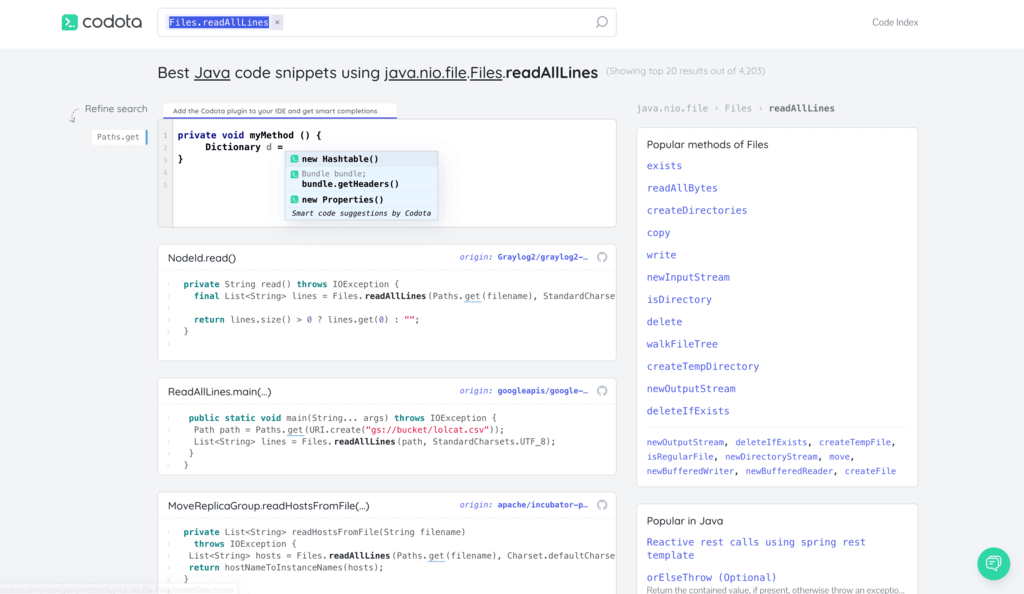 codota
Files.readAllLines ×
Code Index
Best Java code snippets using java.nio.file.Files.readAllLines (Showing top 20 results out of 4,203)
Refine search
Paths.get
Add the Codota plugin to your IDE and get smart completions
1 private void myMethod () {
2 Dictionary d =
3 }
4
5
new Hashtable()
Bundle bundle;
bundle.getHeaders()
new Properties()
Smart code suggestions by Codota
NodeId.read()
origin: Graylog2/graylog2-…
private String read() throws IOException {
final List<String> lines = Files.readAllLines(Paths.get(filename), StandardCharse
return lines.size() > 0 ? lines.get(0) : "";
}
ReadAllLines.main(...)
origin: googleapis/google-…
public static void main(String... args) throws IOException {
Path path = Paths.get(URI.create("gs://bucket/lolcat.csv"));
List<String> lines = Files.readAllLines(path, StandardCharsets.UTF_8);
}
}
MoveReplicaGroup.readHostsFromFile(...)
origin: apache/incubator-p…
private List<String> readHostsFromFile(String filename)
throws IOException {
List<String> hosts = Files.readAllLines(Paths.get(filename), Charset.defaultCharse
return hostNameToInstanceNames(hosts);
}
java.nio.file › Files › readAllLines
Popular methods of Files
exists
readAllBytes
createDirectories
copy
write
newInputStream
isDirectory
delete
walkFileTree
createTempDirectory
newOutputStream
deleteIfExists
newOutputStream, deleteIfExists, createTempFile,
isRegularFile, newDirectoryStream, move,
newBufferedWriter, newBufferedReader, createFile
Popular in Java
Reactive rest calls using spring rest
template
orElseThrow (Optional)
Return the contained value, if present, otherwise throw an exceptio...